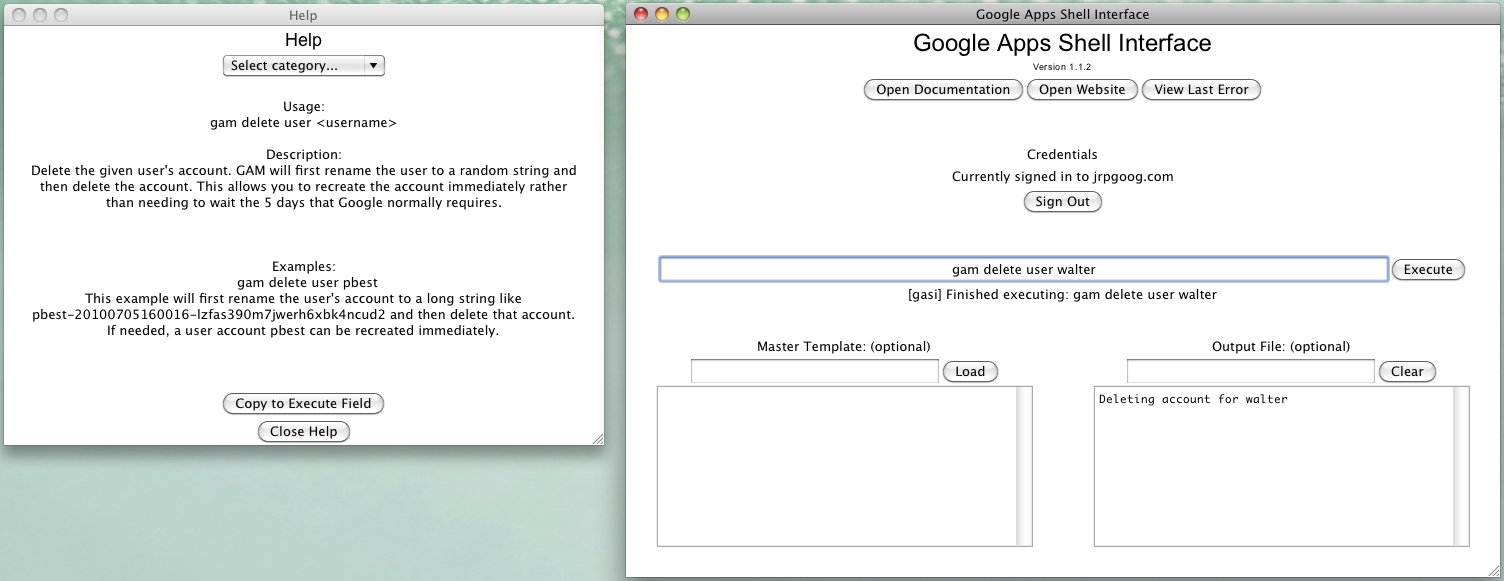 Help
Help
Select category...
Usage:
gam delete user <username>
Description:
Delete the given user's account. GAM will first rename the user to a random string and
then delete the account. This allows you to recreate the account immediately rather
than needing to wait the 5 days that Google normally requires.
Examples:
gam delete user pbest
This example will first rename the user's account to a long string like
pbest-20100705160016-lzfas390m7jwerh6xbk4ncud2 and then delete that account.
If needed, a user account pbest can be recreated immediately.
Copy to Execute Field
Close Help
Google Apps Shell Interface
Google Apps Shell Interface
Version 1.1.2
Open Documentation Open Website View Last Error
Credentials
Currently signed in to jrpgoog.com
Sign Out
gam delete user walter Execute
[gasi] Finished executing: gam delete user walter
Master Template: (optional)
Load
Output File: (optional)
Clear
Deleting account for walter